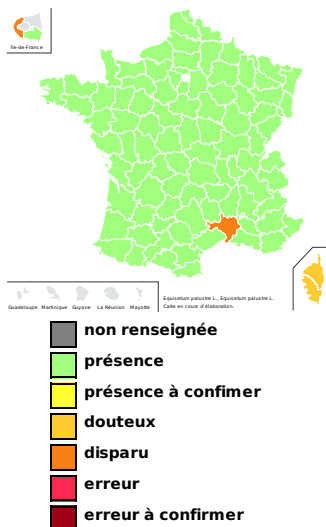 Île-de-France
Guadeloupe Martinique Guyane La Réunion Mayotte
Equisetum palustre L., Equisetum palustre L.
Carte en cours d'élaboration.
non renseignée
présence
présence à confimer
douteux
disparu
erreur
erreur à confirmer